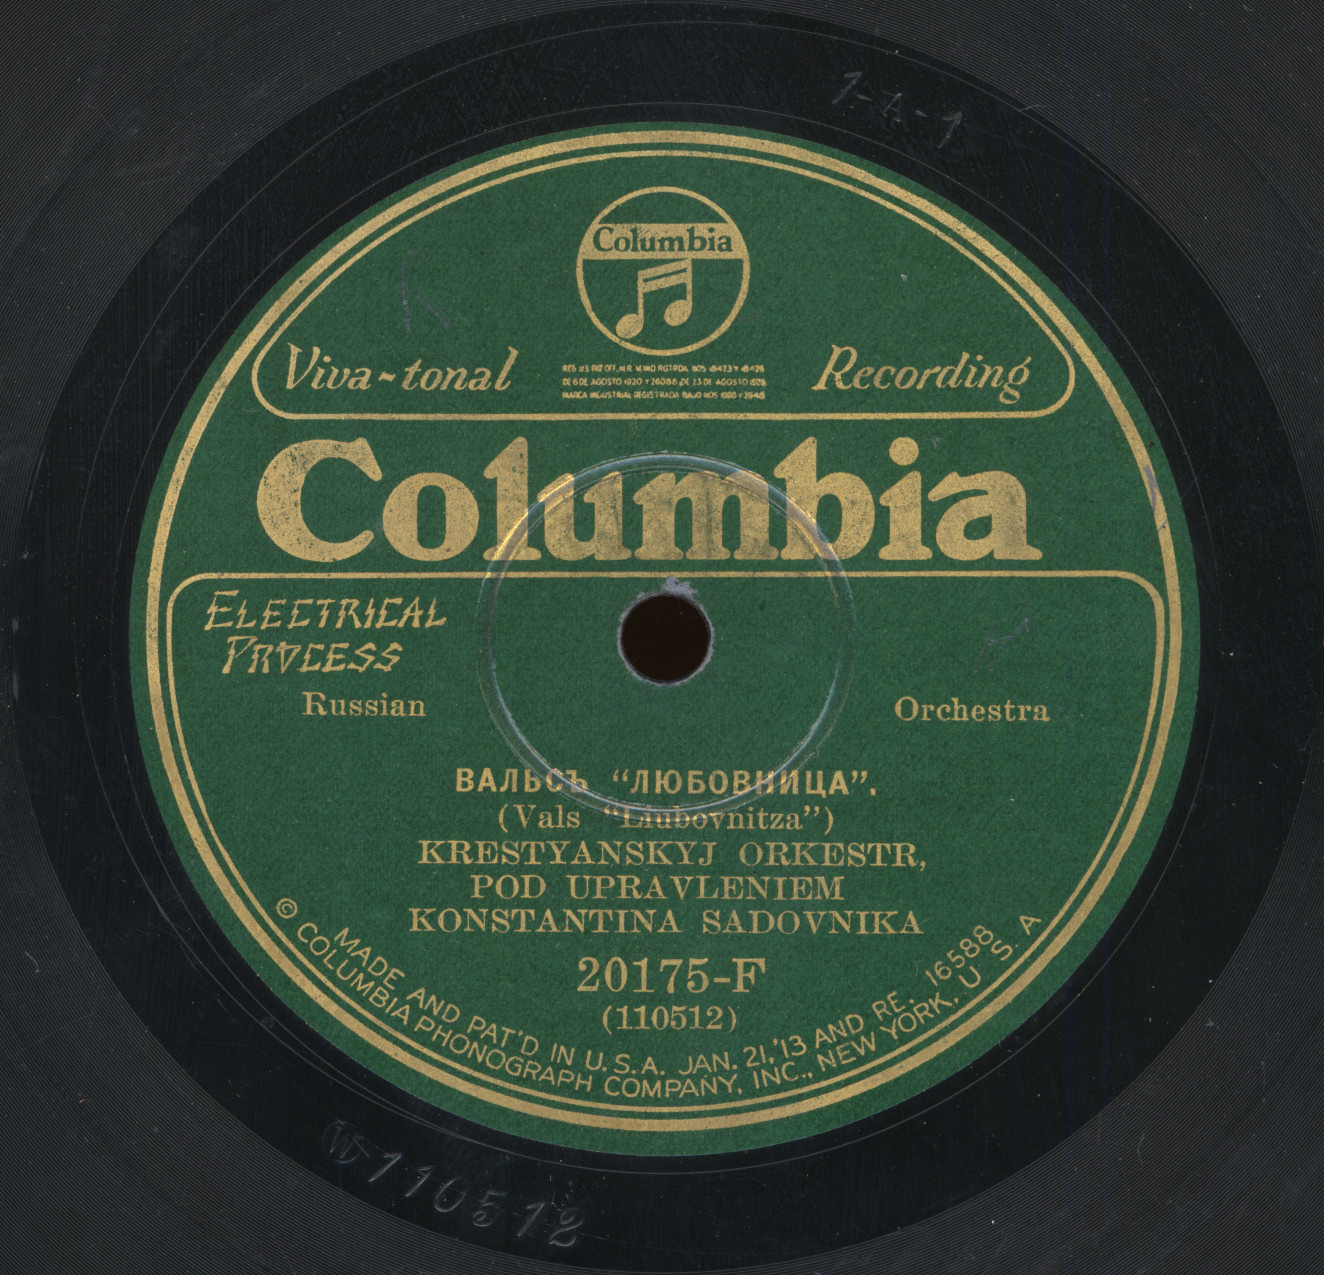 1-A-1
Columbia
Viva-tonal Recording
Columbia
ELECTRICAL
PROCESS
Russian Orchestra
ВАЛЬСЪ “ЛЮБОВНИЦА”.
(Vals “Liubovnitza”)
KRESTYANSKYJ ORKESTR,
POD UPRAVLENIEM
KONSTANTINA SADOVNIKA
20175-F
(110512)
MADE AND PAT'D IN U.S.A. JAN. 21,'13 AND RE. 16588
© COLUMBIA PHONOGRAPH COMPANY, INC., NEW YORK, U. S. A
W110512